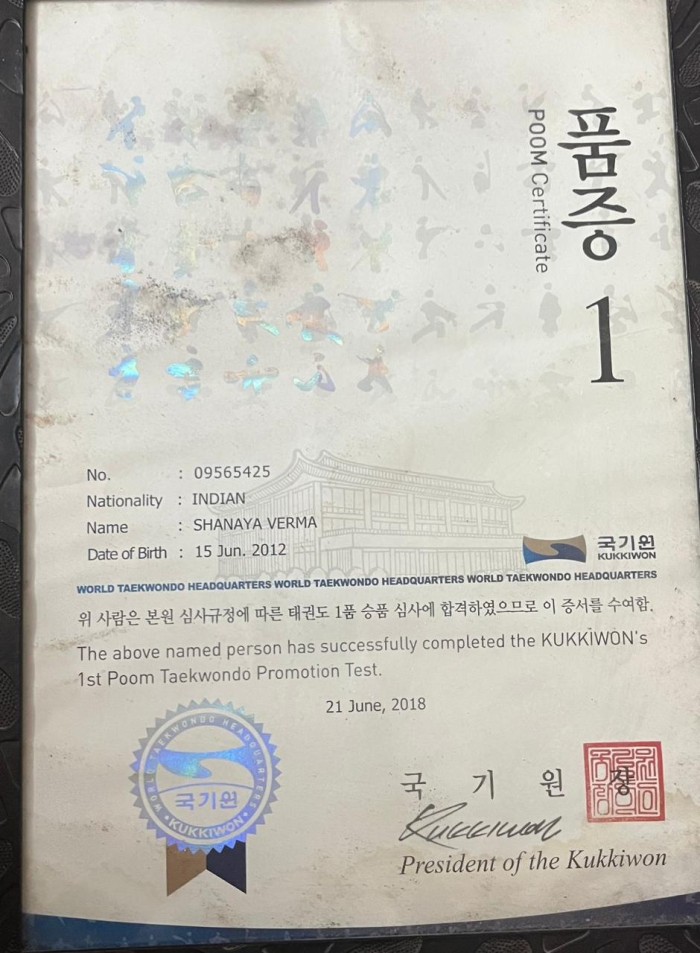 품증
POOM Certificate
1
No. : 09565425
Nationality : INDIAN
Name : SHANAYA VERMA
Date of Birth : 15 Jun. 2012
국기원
KUKKIWON
WORLD TAEKWONDO HEADQUARTERS WORLD TAEKWONDO HEADQUARTERS WORLD TAEKWONDO HEADQUARTERS
위 사람은 본원 심사규정에 따른 태권도 1품 승품 심사에 합격하였으므로 이 증서를 수여함.
The above named person has successfully completed the KUKKIWON's
1st Poom Taekwondo Promotion Test.
21 June, 2018
WORLD TAEKWONDO HEADQUARTERS
국기원
KUKKIWON
국 기 원 장
Kukkiwon
President of the Kukkiwon